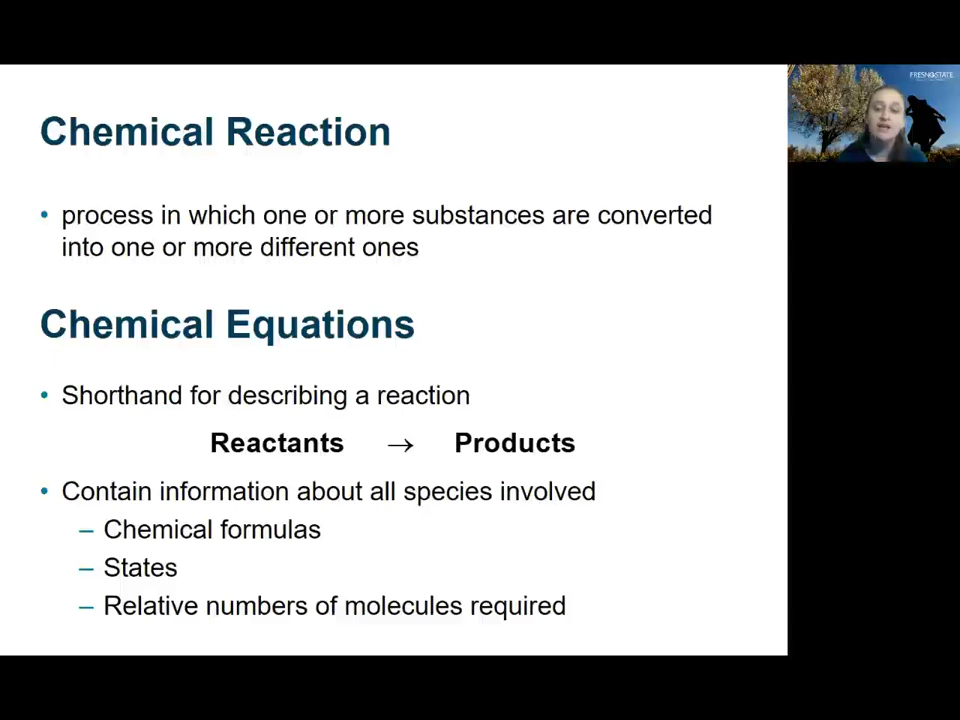 FRESNO STATE
Chemical Reaction
• process in which one or more substances are converted
into one or more different ones
Chemical Equations
• Shorthand for describing a reaction
Reactants → Products
• Contain information about all species involved
– Chemical formulas
– States
– Relative numbers of molecules required